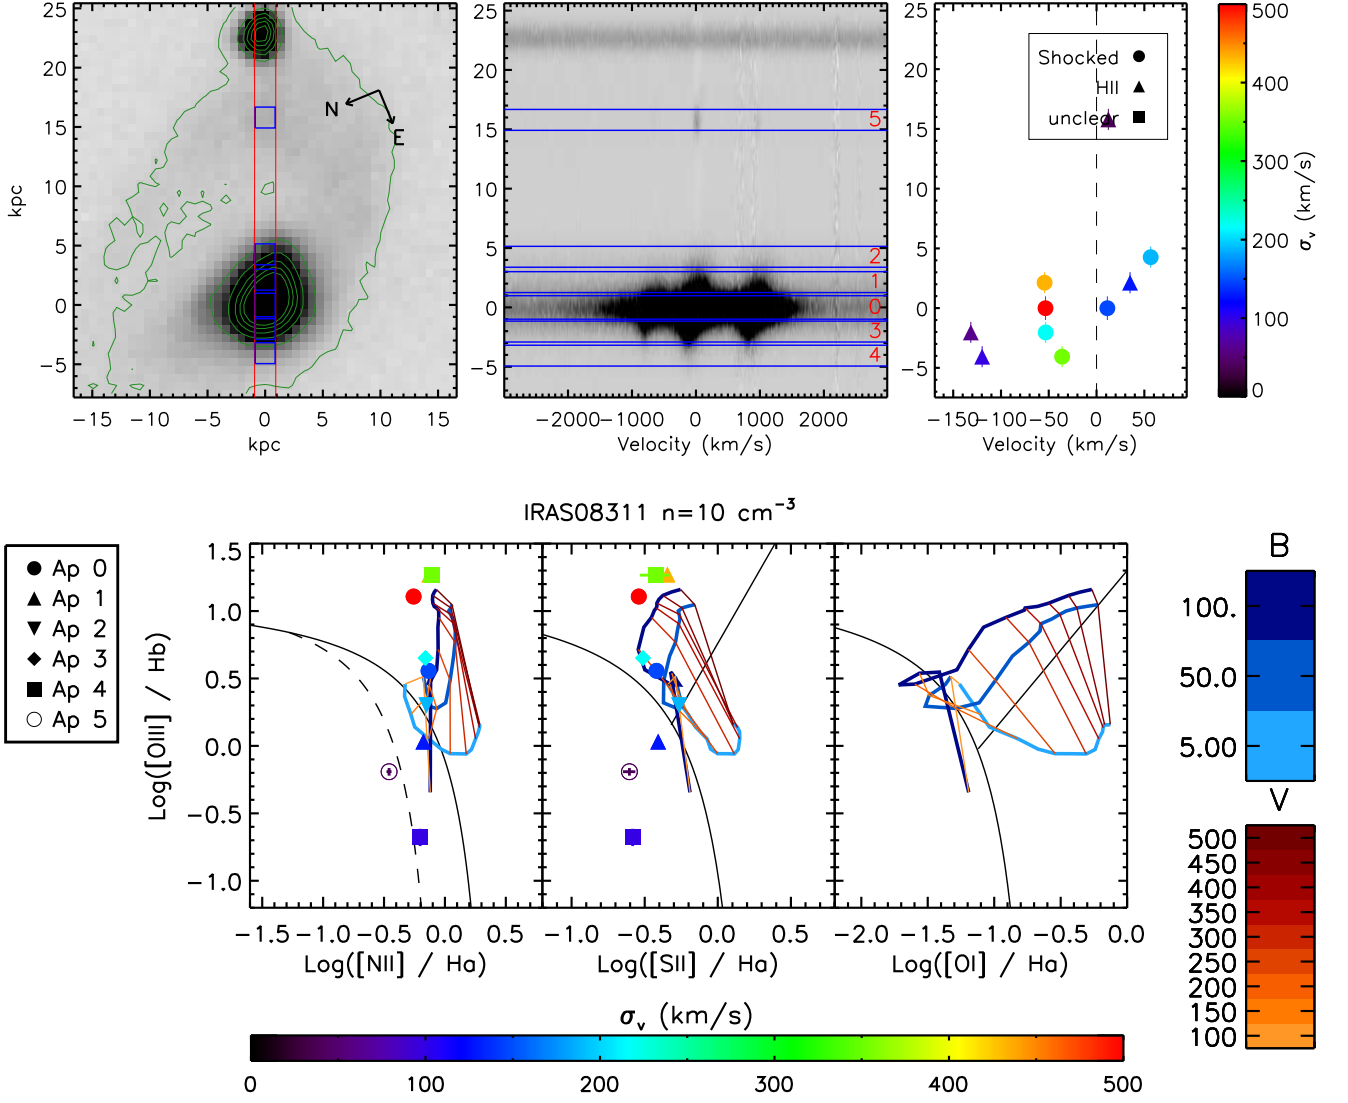 25
20
15
10
5
0
−5
kpc
−15 −10 −5 0 5 10 15
kpc
N
E
25
20
15
10
5
0
−5
5
2
1
0
3
4
−2000 −1000 0 1000 2000
Velocity (km/s)
25
20
15
10
5
0
−5
Shocked
HII
unclear
−150 −100 −50 0 50
Velocity (km/s)
500
400
300
200
100
0
σv (km/s)
IRAS08311 n=10 cm−3
Ap 0
Ap 1
Ap 2
Ap 3
Ap 4
Ap 5
1.5
1.0
0.5
0.0
−0.5
−1.0
Log([OIII] / Hb)
−1.5 −1.0 −0.5 0.0 0.5
Log([NII] / Ha)
−1.0 −0.5 0.0 0.5
Log([SII] / Ha)
−2.0 −1.5 −1.0 −0.5 0.0
Log([OI] / Ha)
B
100.
50.0
5.00
V
500
450
400
350
300
250
200
150
100
σv (km/s)
0 100 200 300 400 500